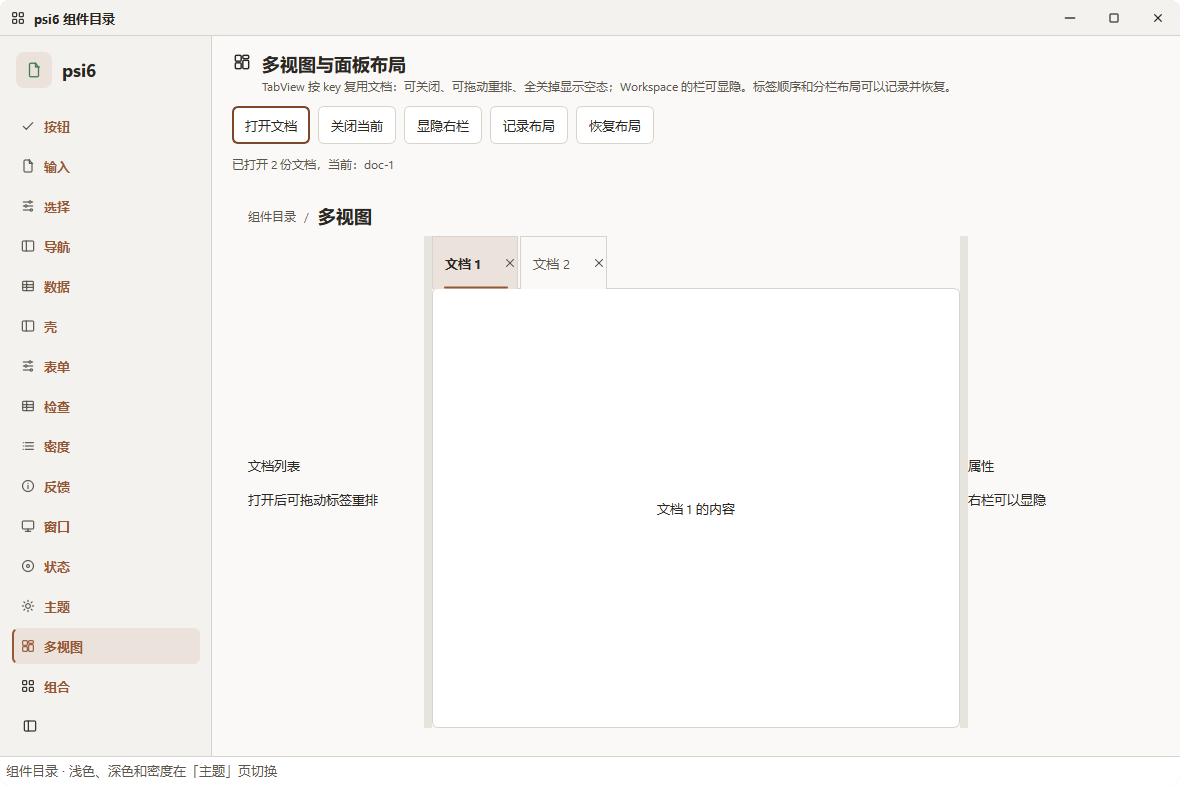 psi6 组件目录
psi6
按钮
输入
选择
导航
数据
壳
表单
检查
密度
反馈
窗口
状态
主题
多视图
组合
多视图与面板布局
TabView 按 key 复用文档：可关闭、可拖动重排、全关掉显示空态；Workspace 的栏可显隐。标签顺序和分栏布局可以记录并恢复。
打开文档 关闭当前 显隐右栏 记录布局 恢复布局
已打开 2 份文档，当前：doc-1
组件目录 / 多视图
文档 1 文档 2
文档列表
打开后可拖动标签重排
文档 1 的内容
属性
右栏可以显隐
组件目录 · 浅色、深色和密度在「主题」页切换